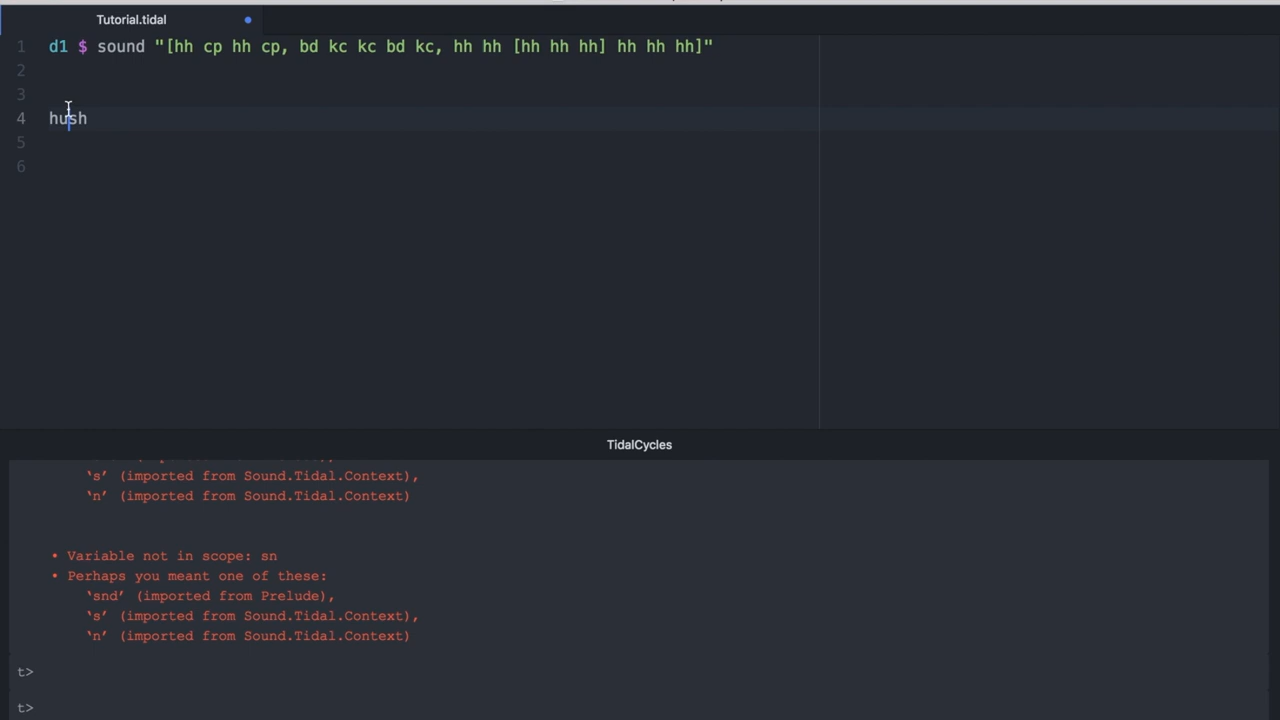 Tutorial.tidal
1 d1 $ sound "[hh cp hh cp, bd kc kc bd kc, hh hh [hh hh hh] hh hh hh]"
2
3
4 hush
5
6
TidalCycles
‘s’ (imported from Sound.Tidal.Context),
‘n’ (imported from Sound.Tidal.Context)
• Variable not in scope: sn
• Perhaps you meant one of these:
‘snd’ (imported from Prelude),
‘s’ (imported from Sound.Tidal.Context),
‘n’ (imported from Sound.Tidal.Context)
t>
t>